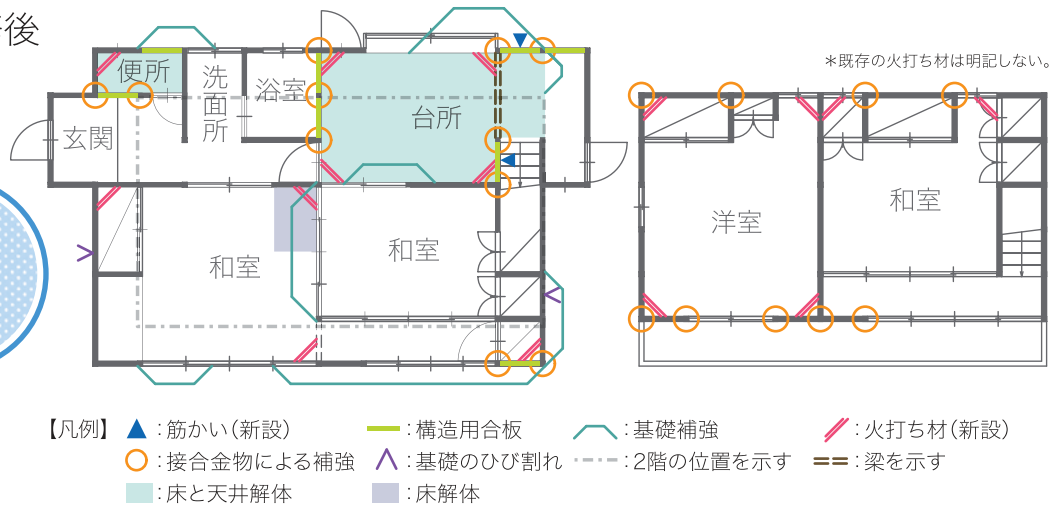 後
*既存の火打ち材は明記しない。
便所
洗面所
浴室
台所
玄関
和室
和室
洋室
和室
【凡例】
:筋かい(新設)
:構造用合板
:基礎補強
:火打ち材(新設)
:接合金物による補強
:基礎のひび割れ
:2階の位置を示す
:梁を示す
:床と天井解体
:床解体